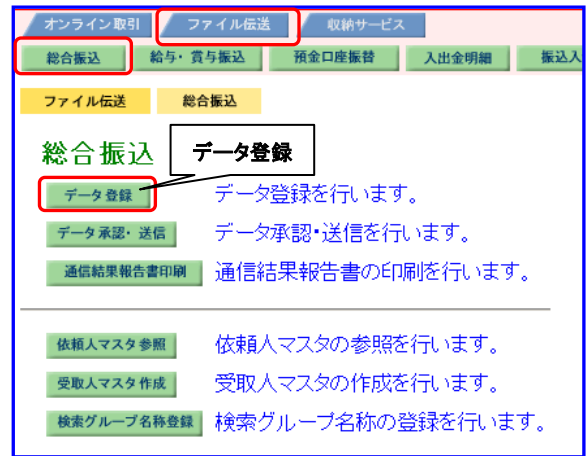 オンライン取引 ファイル伝送 収納サービス
総合振込 給与・賞与振込 預金口座振替 入出金明細 振込入
ファイル伝送 総合振込
総合振込 データ登録
データ登録 データ登録を行います。
データ承認・送信 データ承認・送信を行います。
通信結果報告書印刷 通信結果報告書の印刷を行います。
依頼人マスタ参照 依頼人マスタの参照を行います。
受取人マスタ作成 受取人マスタの作成を行います。
検索グループ名称登録 検索グループ名称の登録を行います。